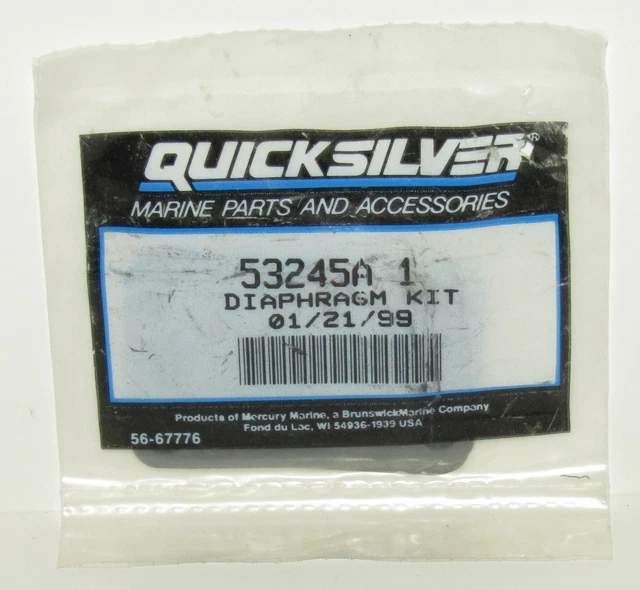 QUICKSILVER®
MARINE PARTS AND ACCESSORIES
53245A 1
DIAPHRAGM KIT
01/21/99
Products of Mercury Marine, a BrunswickMarine Company
Fond du Lac, WI 54936-1939 USA
56-67776